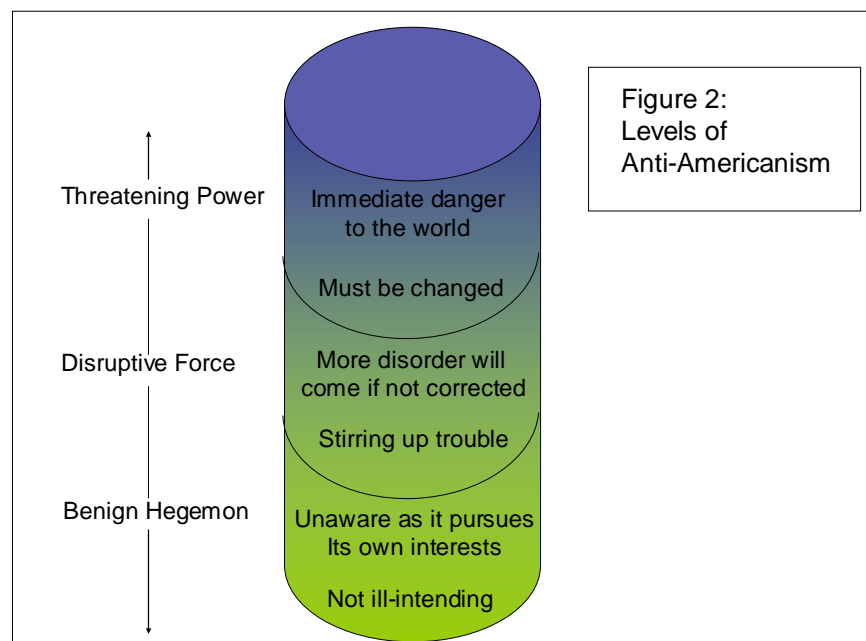 Figure 2:
Levels of
Anti-Americanism
Threatening Power
Immediate danger
to the world
Must be changed
Disruptive Force
More disorder will
come if not corrected
Stirring up trouble
Benign Hegemon
Unaware as it pursues
Its own interests
Not ill-intending